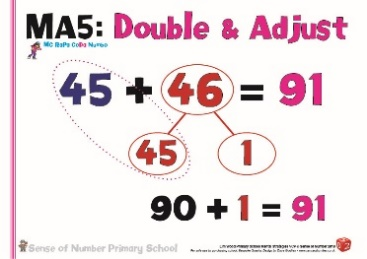 MA5: Double & Adjust
45 + 46 = 91
45 1
90 + 1 = 91
Sense of Number Primary School